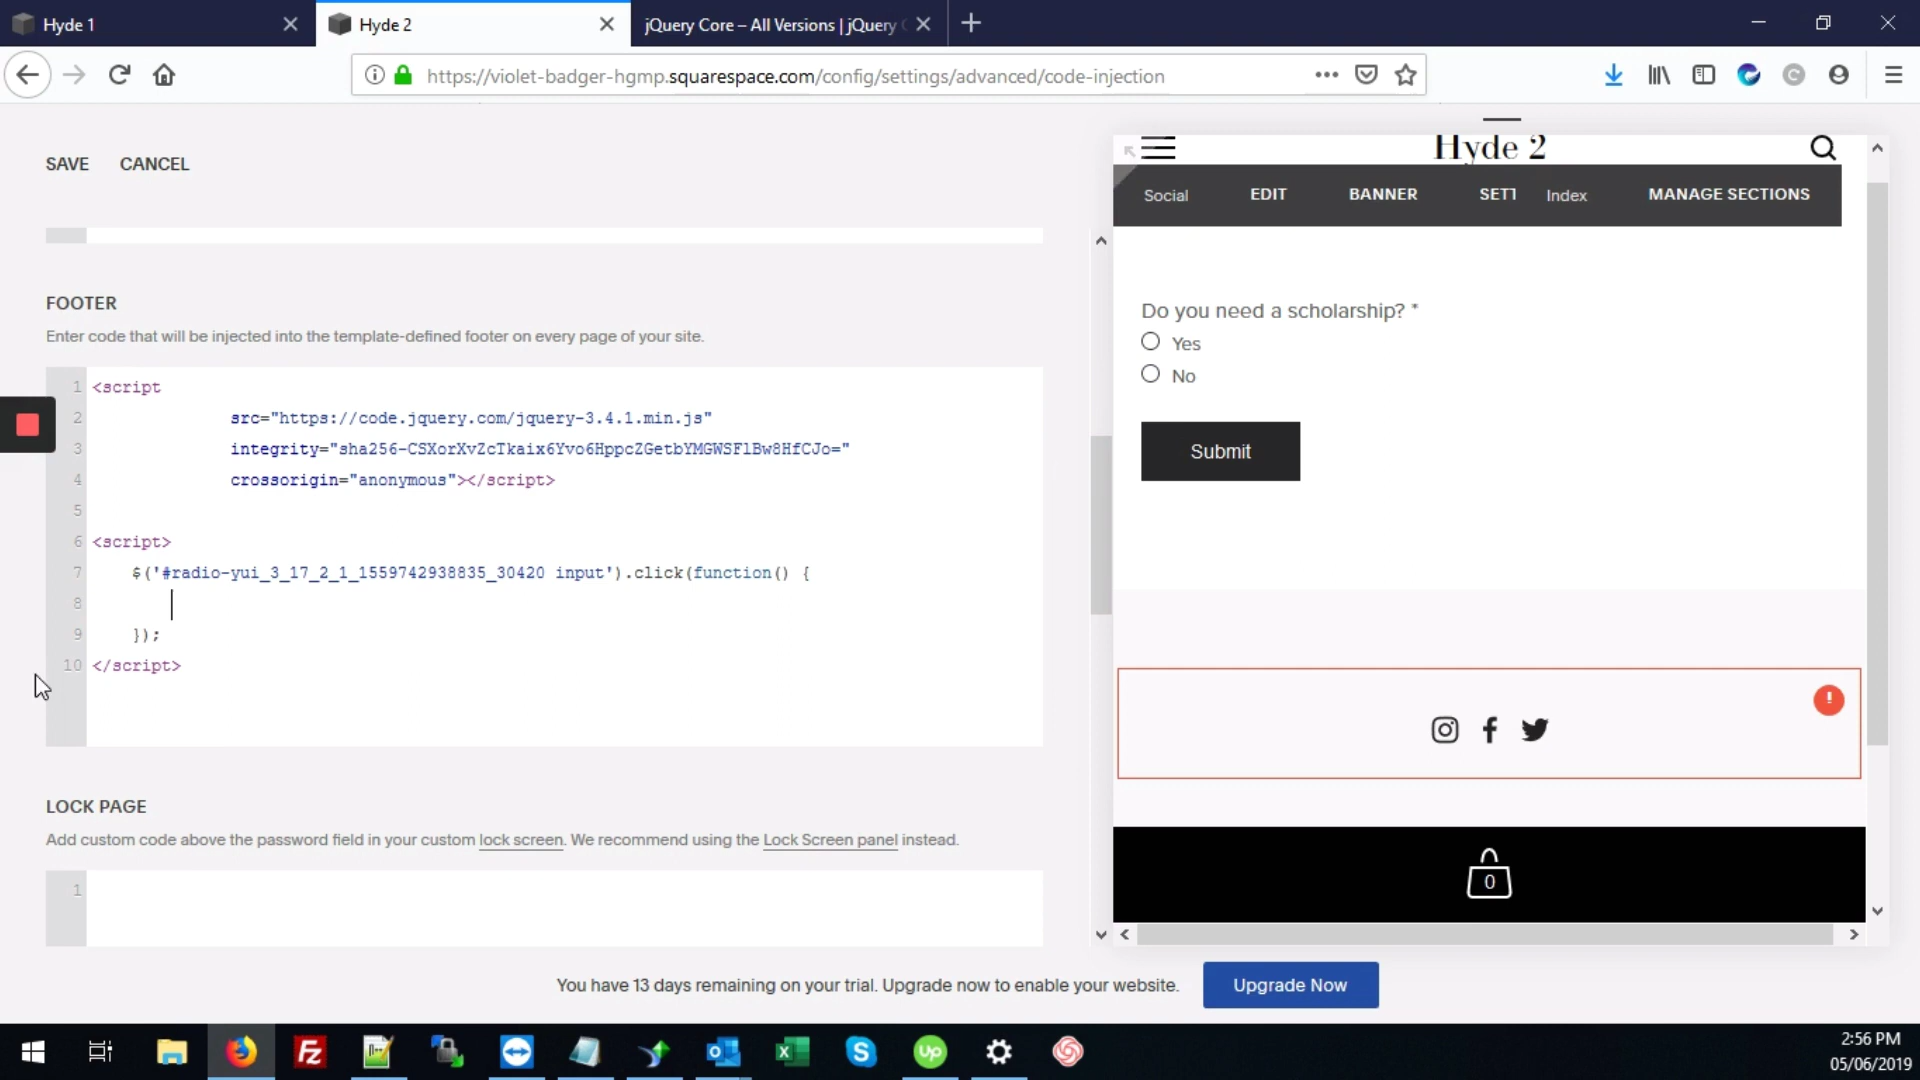 Hyde 1
Hyde 2
jQuery Core – All Versions | jQuery
https://violet-badger-hgmp.squarespace.com/config/settings/advanced/code-injection
SAVE
CANCEL
FOOTER
Enter code that will be injected into the template-defined footer on every page of your site.
1 <script
2 src="https://code.jquery.com/jquery-3.4.1.min.js"
3 integrity="sha256-CSXorXvZcTkaix6Yvo6HppcZGetbYMGWSFlBw8HfCJo="
4 crossorigin="anonymous"></script>
5
6 <script>
7 $('#radio-yui_3_17_2_1_1559742938835_30420 input').click(function() {
8
9 });
10 </script>
LOCK PAGE
Add custom code above the password field in your custom lock screen. We recommend using the Lock Screen panel instead.
1
Hyde 2
Social
EDIT
BANNER
SETT
Index
MANAGE SECTIONS
Do you need a scholarship? *
Yes
No
Submit
!
0
You have 13 days remaining on your trial. Upgrade now to enable your website.
Upgrade Now
2:56 PM
05/06/2019